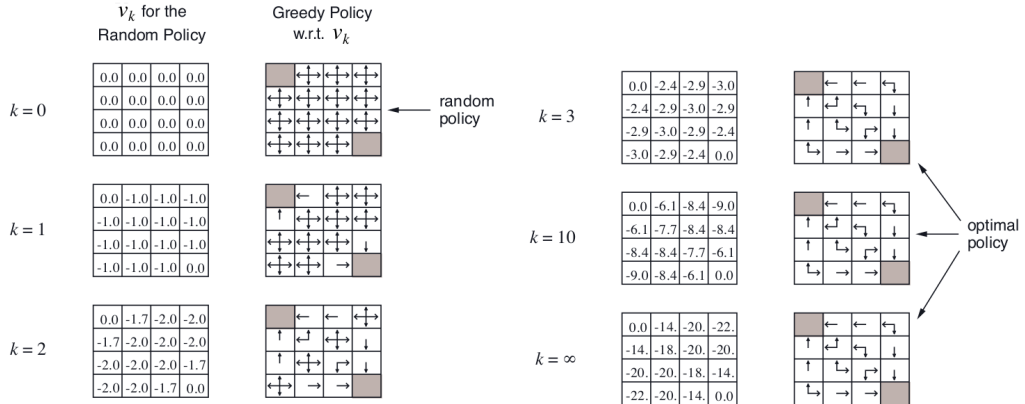 v_k for the
Random Policy
Greedy Policy
w.r.t. v_k
k = 0
0.0 0.0 0.0 0.0
0.0 0.0 0.0 0.0
0.0 0.0 0.0 0.0
0.0 0.0 0.0 0.0
random
policy
k = 1
0.0 -1.0 -1.0 -1.0
-1.0 -1.0 -1.0 -1.0
-1.0 -1.0 -1.0 -1.0
-1.0 -1.0 -1.0 0.0
k = 2
0.0 -1.7 -2.0 -2.0
-1.7 -2.0 -2.0 -2.0
-2.0 -2.0 -2.0 -1.7
-2.0 -2.0 -1.7 0.0
k = 3
0.0 -2.4 -2.9 -3.0
-2.4 -2.9 -3.0 -2.9
-2.9 -3.0 -2.9 -2.4
-3.0 -2.9 -2.4 0.0
k = 10
0.0 -6.1 -8.4 -9.0
-6.1 -7.7 -8.4 -8.4
-8.4 -8.4 -7.7 -6.1
-9.0 -8.4 -6.1 0.0
optimal
policy
k = ∞
0.0 -14. -20. -22.
-14. -18. -20. -20.
-20. -20. -18. -14.
-22. -20. -14. 0.0